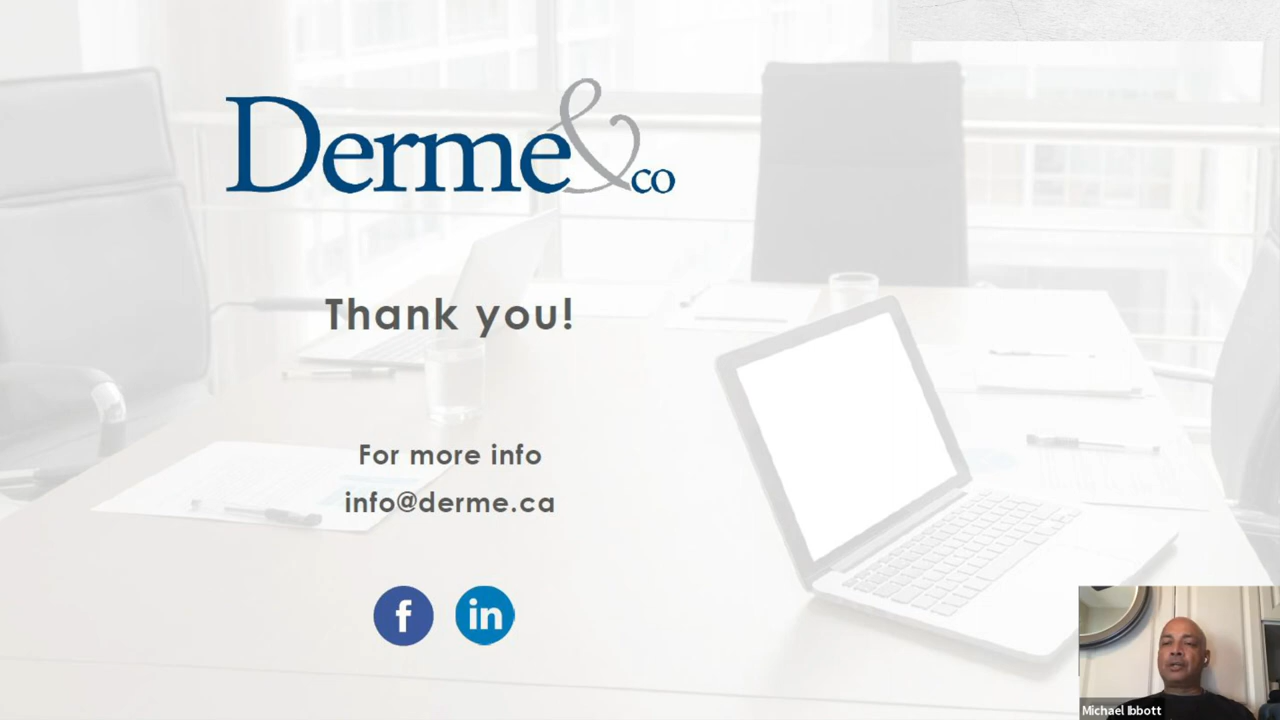 Derme&co
Thank you!
For more info
info@derme.ca
f in
Michael Ibbott